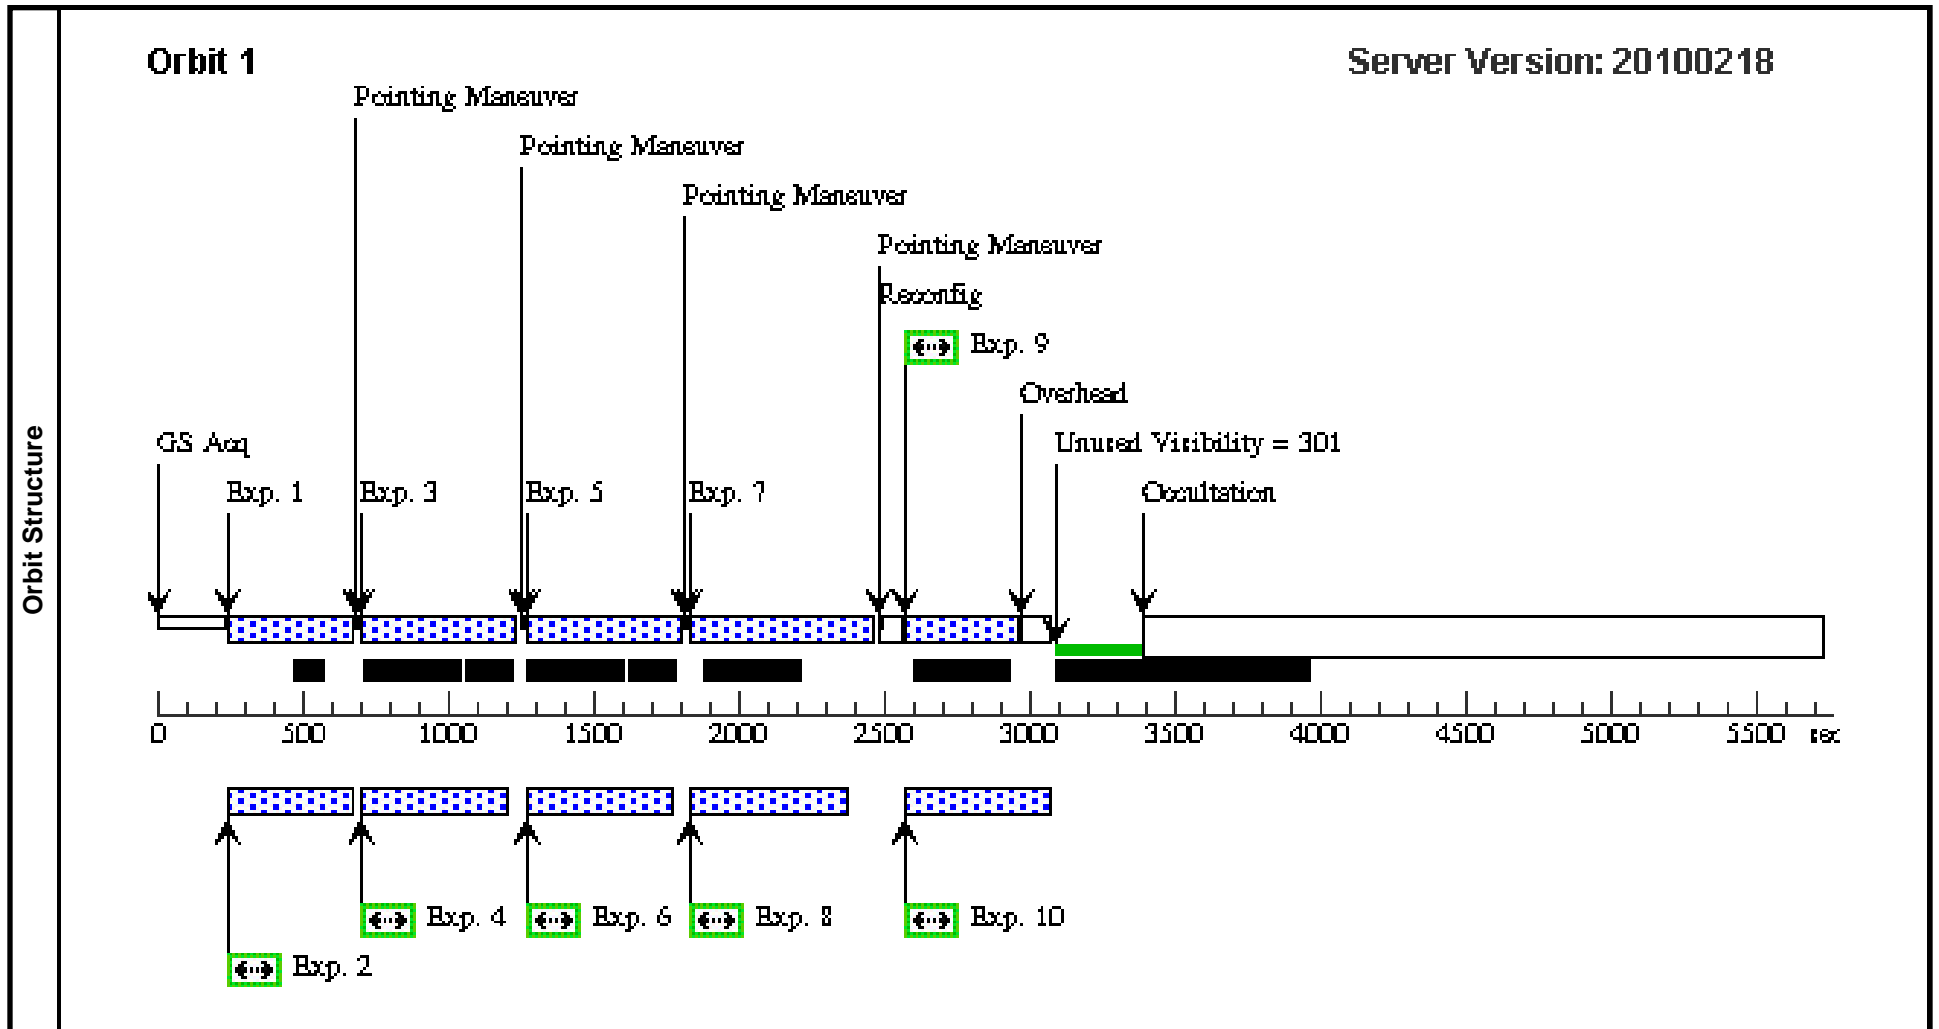 Orbit 1
Server Version: 20100218
Pointing Maneuver
Pointing Maneuver
Pointing Maneuver
Pointing Maneuver
Reconfig
Exp. 9
Overhead
GS Acq
Unused Visibility = 301
Exp. 1
Exp. 3
Exp. 5
Exp. 7
Occultation
Orbit Structure
0 500 1000 1500 2000 2500 3000 3500 4000 4500 5000 5500 sec
Exp. 4
Exp. 6
Exp. 8
Exp. 10
Exp. 2